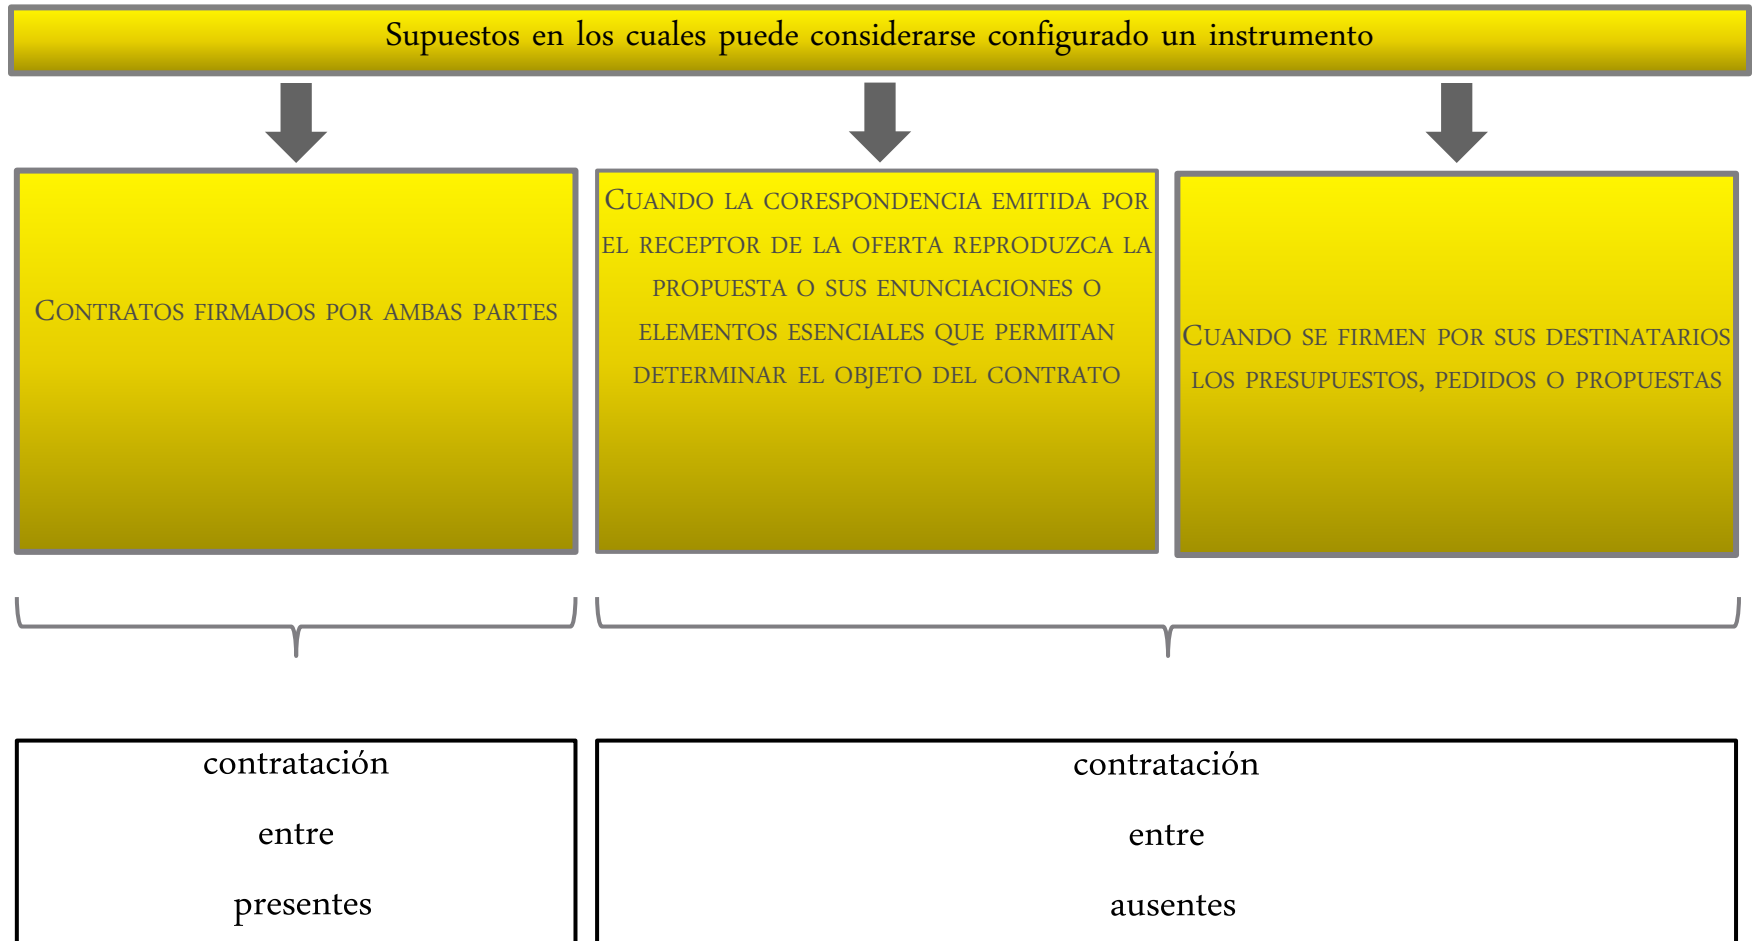 Supuestos en los cuales puede considerarse configurado un instrumento
CONTRATOS FIRMADOS POR AMBAS PARTES
CUANDO LA CORESPONDENCIA EMITIDA POR
EL RECEPTOR DE LA OFERTA REPRODUZCA LA
PROPUESTA O SUS ENUNCIACIONES O
ELEMENTOS ESENCIALES QUE PERMITAN
DETERMINAR EL OBJETO DEL CONTRATO
CUANDO SE FIRMEN POR SUS DESTINATARIOS
LOS PRESUPUESTOS, PEDIDOS O PROPUESTAS
contratación
entre
presentes
contratación
entre
ausentes